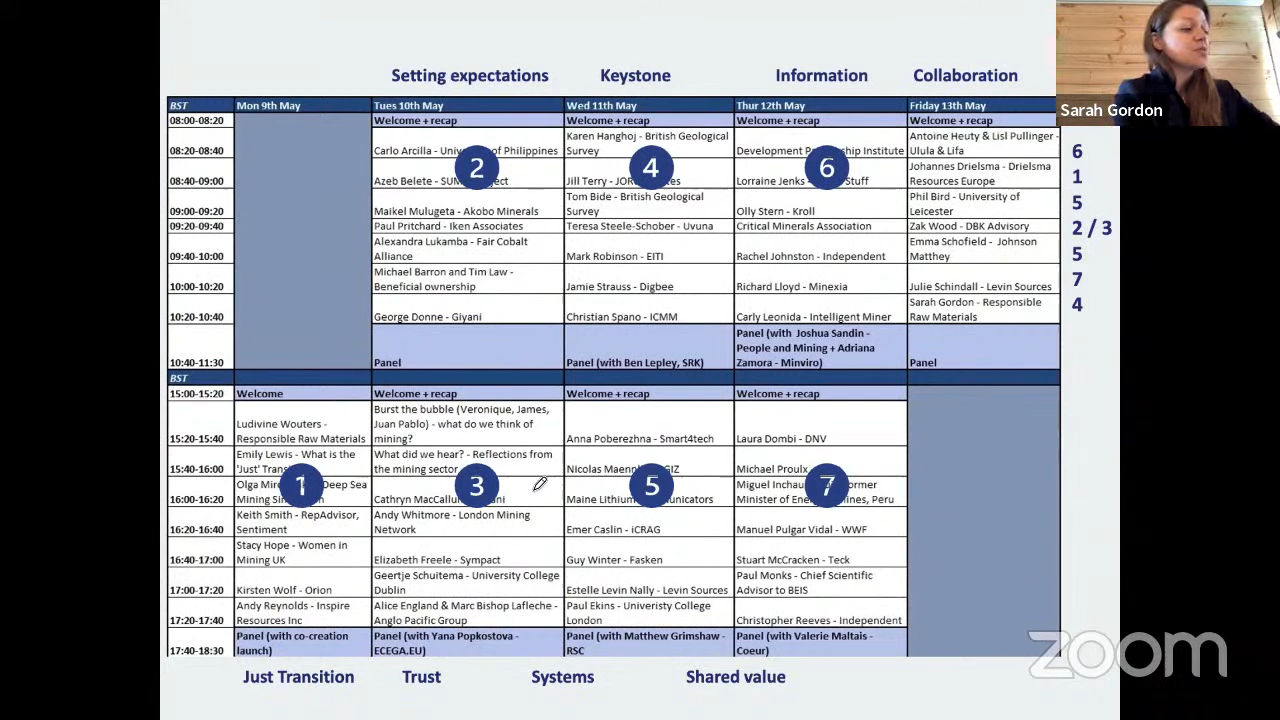 Setting expectations Keystone Information Collaboration
Sarah Gordon
BST Mon 9th May Tues 10th May Wed 11th May Thur 12th May Friday 13th May
08:00-08:20 Welcome + recap Welcome + recap Welcome + recap Welcome + recap
Karen Hanghoj - British Geological Antoine Heuty & Lisl Pullinger -
08:20-08:40 Carlo Arcilla - of Philippines Survey Development Institute Ulula & Lifa
2 4 6
Johannes Drielsma - Drielsma
08:40-09:00 Azeb Belete - Jill Terry - Lorraine Jenks - Stuff Resources Europe
Tom Bide - British Geological Phil Bird - University of
09:00-09:20 Maikel Mulugeta - Akobo Minerals Survey Olly Stern - Kroll Leicester
09:20-09:40 Paul Pritchard - Iken Associates Teresa Steele-Schober - Uvuna Critical Minerals Association Zak Wood - DBK Advisory
Alexandra Lukamba - Fair Cobalt Emma Schofield - Johnson
09:40-10:00 Alliance Mark Robinson - EITI Rachel Johnston - Independent Matthey
Michael Barron and Tim Law -
10:00-10:20 Beneficial ownership Jamie Strauss - Digbee Richard Lloyd - Minexia Julie Schindall - Levin Sources
Sarah Gordon - Responsible
10:20-10:40 George Donne - Giyani Christian Spano - ICMM Carly Leonida - Intelligent Miner Raw Materials
Panel (with Joshua Sandin -
People and Mining + Adriana
10:40-11:30 Panel Panel (with Ben Lepley, SRK) Zamora - Minviro) Panel
6
1
5
2 / 3
5
7
4
BST
15:00-15:20 Welcome Welcome + recap Welcome + recap Welcome + recap
Burst the bubble (Veronique, James,
Ludivine Wouters - Juan Pablo) - what do we think of
15:20-15:40 Responsible Raw Materials mining? Anna Poberezhna - Smart4tech Laura Dombi - DNV
Emily Lewis - What is the What did we hear? - Reflections from
15:40-16:00 'Just' the mining sector Nicolas GIZ Michael Proulx
1 3 5 7
Olga Deep Sea Miguel former
16:00-16:20 Mining Cathryn Maine Lithium Minister of Mines, Peru
Keith Smith - RepAdvisor, Andy Whitmore - London Mining
16:20-16:40 Sentiment Network Emer Caslin - iCRAG Manuel Pulgar Vidal - WWF
Stacy Hope - Women in
16:40-17:00 Mining UK Elizabeth Freele - Sympact Guy Winter - Fasken Stuart McCracken - Teck
Geertje Schuitema - University College Paul Monks - Chief Scientific
17:00-17:20 Kirsten Wolf - Orion Dublin Estelle Levin Nally - Levin Sources Advisor to BEIS
Andy Reynolds - Inspire Alice England & Marc Bishop Lafleche - Paul Ekins - Univeristy College
17:20-17:40 Resources Inc Anglo Pacific Group London Christopher Reeves - Independent
Panel (with co-creation Panel (with Yana Popkostova - Panel (with Matthew Grimshaw - Panel (with Valerie Maltais -
17:40-18:30 launch) ECEGA.EU) RSC) Coeur)
Just Transition Trust Systems Shared value
zoom